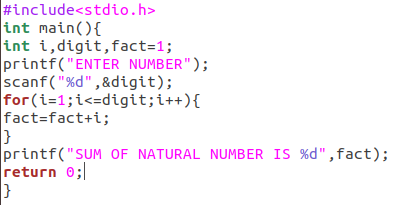 #include<stdio.h>
int main(){
int i,digit,fact=1;
printf("ENTER NUMBER");
scanf("%d",&digit);
for(i=1;i<=digit;i++){
fact=fact+i;
}
printf("SUM OF NATURAL NUMBER IS %d",fact);
return 0;
}